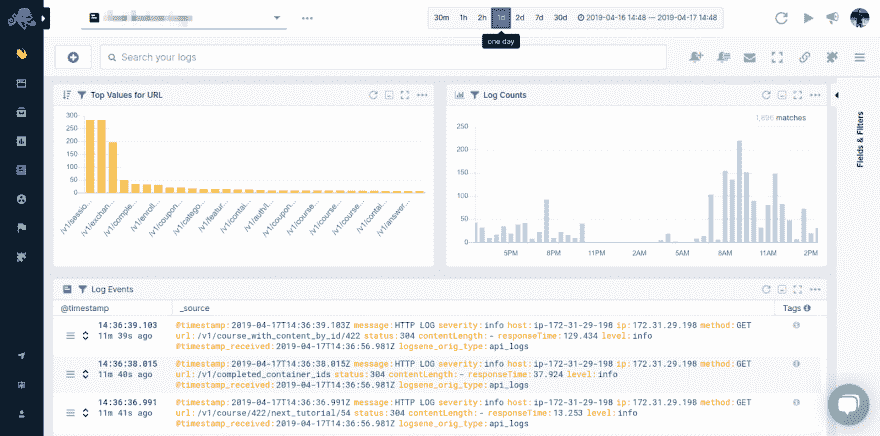 30m 1h 2h 1d 2d 7d 30d 2019-04-16 14:48 — 2019-04-17 14:48
one day
Search your logs
Top Values for URL
300
250
200
150
100
50
0
/v1/sessio...
/v1/exchan...
/v1/comple...
/v1/enroll...
/v1/coupon...
/v1/catego...
/v1/featur...
/v1/contai...
/v1/auth/l...
/v1/coupon...
/v1/course...
/v1/course...
/v1/course...
/v1/contai...
/v1/answer...
Log Counts
1,696 matches
250
200
150
100
50
0
5PM 8PM 11PM 2AM 5AM 8AM 11AM 2PM
Fields & Filters
Log Events
@timestamp _source Tags
14:36:39.103 @timestamp:2019-04-17T14:36:39.103Z message:HTTP LOG severity:info host:ip-172-31-29-198 ip:172.31.29.198 method:GET
11m 39s ago url:/v1/course_with_content_by_id/422 status:304 contentLength:- responseTime:129.434 level:info
@timestamp_received:2019-04-17T14:36:56.981Z logsene_orig_type:api_logs
14:36:38.015 @timestamp:2019-04-17T14:36:38.015Z message:HTTP LOG severity:info host:ip-172-31-29-198 ip:172.31.29.198 method:GET
11m 40s ago url:/v1/completed_container_ids status:304 contentLength:- responseTime:37.924 level:info
@timestamp_received:2019-04-17T14:36:56.981Z logsene_orig_type:api_logs
14:36:36.991 @timestamp:2019-04-17T14:36:36.991Z message:HTTP LOG severity:info host:ip-172-31-29-198 ip:172.31.29.198 method:GET
11m 41s ago url:/v1/course/422/next_tutorial/54 status:304 contentLength:- responseTime:13.253 level:info
@timestamp_received:2019-04-17T14:36:56.981Z logsene_orig_type:api_logs